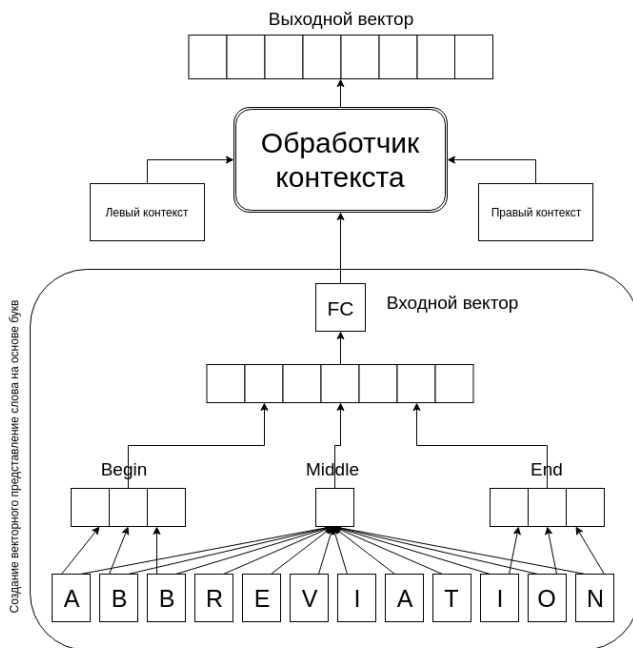 Выходной вектор
Обработчик
контекста
Левый контекст
Правый контекст
FC
Входной вектор
Создание векторного представление слова на основе букв
Begin
Middle
End
A B B R E V I A T I O N